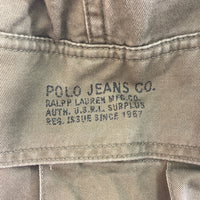 POLO JEANS CO.
RALPH LAUREN MFG. CO.
AUTH. U.S.R.L. SURPLUS
REG. ISSUE SINCE 1967